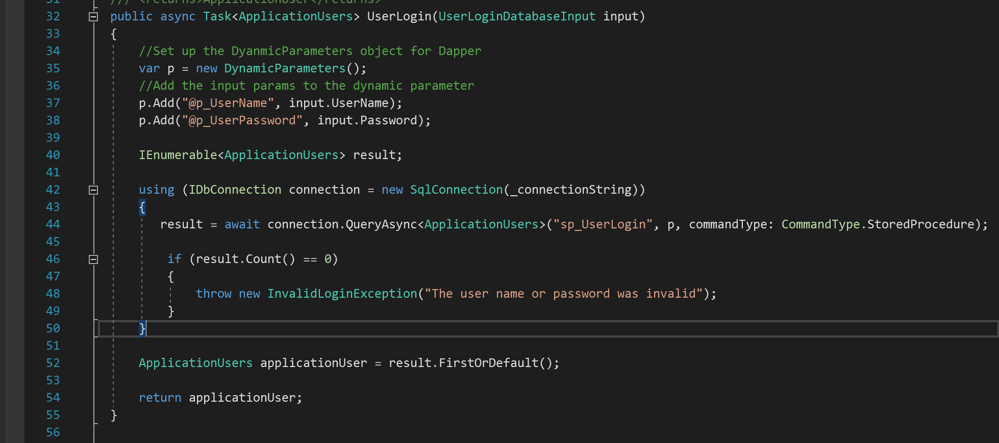 31 /// <returns>ApplicationUser</returns>
32 public async Task<ApplicationUsers> UserLogin(UserLoginDatabaseInput input)
33 {
34 //Set up the DyanmicParameters object for Dapper
35 var p = new DynamicParameters();
36 //Add the input params to the dynamic parameter
37 p.Add("@p_UserName", input.UserName);
38 p.Add("@p_UserPassword", input.Password);
39
40 IEnumerable<ApplicationUsers> result;
41
42 using (IDbConnection connection = new SqlConnection(_connectionString))
43 {
44 result = await connection.QueryAsync<ApplicationUsers>("sp_UserLogin", p, commandType: CommandType.StoredProcedure);
45
46 if (result.Count() == 0)
47 {
48 throw new InvalidLoginException("The user name or password was invalid");
49 }
50 }
51
52 ApplicationUsers applicationUser = result.FirstOrDefault();
53
54 return applicationUser;
55 }
56